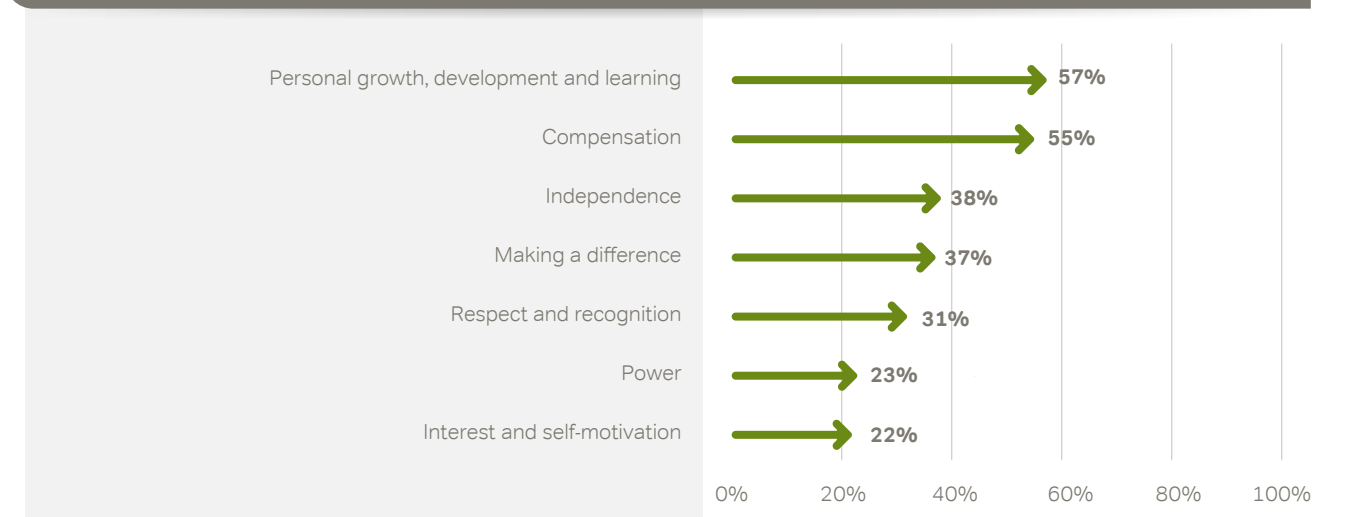 Personal growth, development and learning 57%
Compensation 55%
Independence 38%
Making a difference 37%
Respect and recognition 31%
Power 23%
Interest and self-motivation 22%
0% 20% 40% 60% 80% 100%